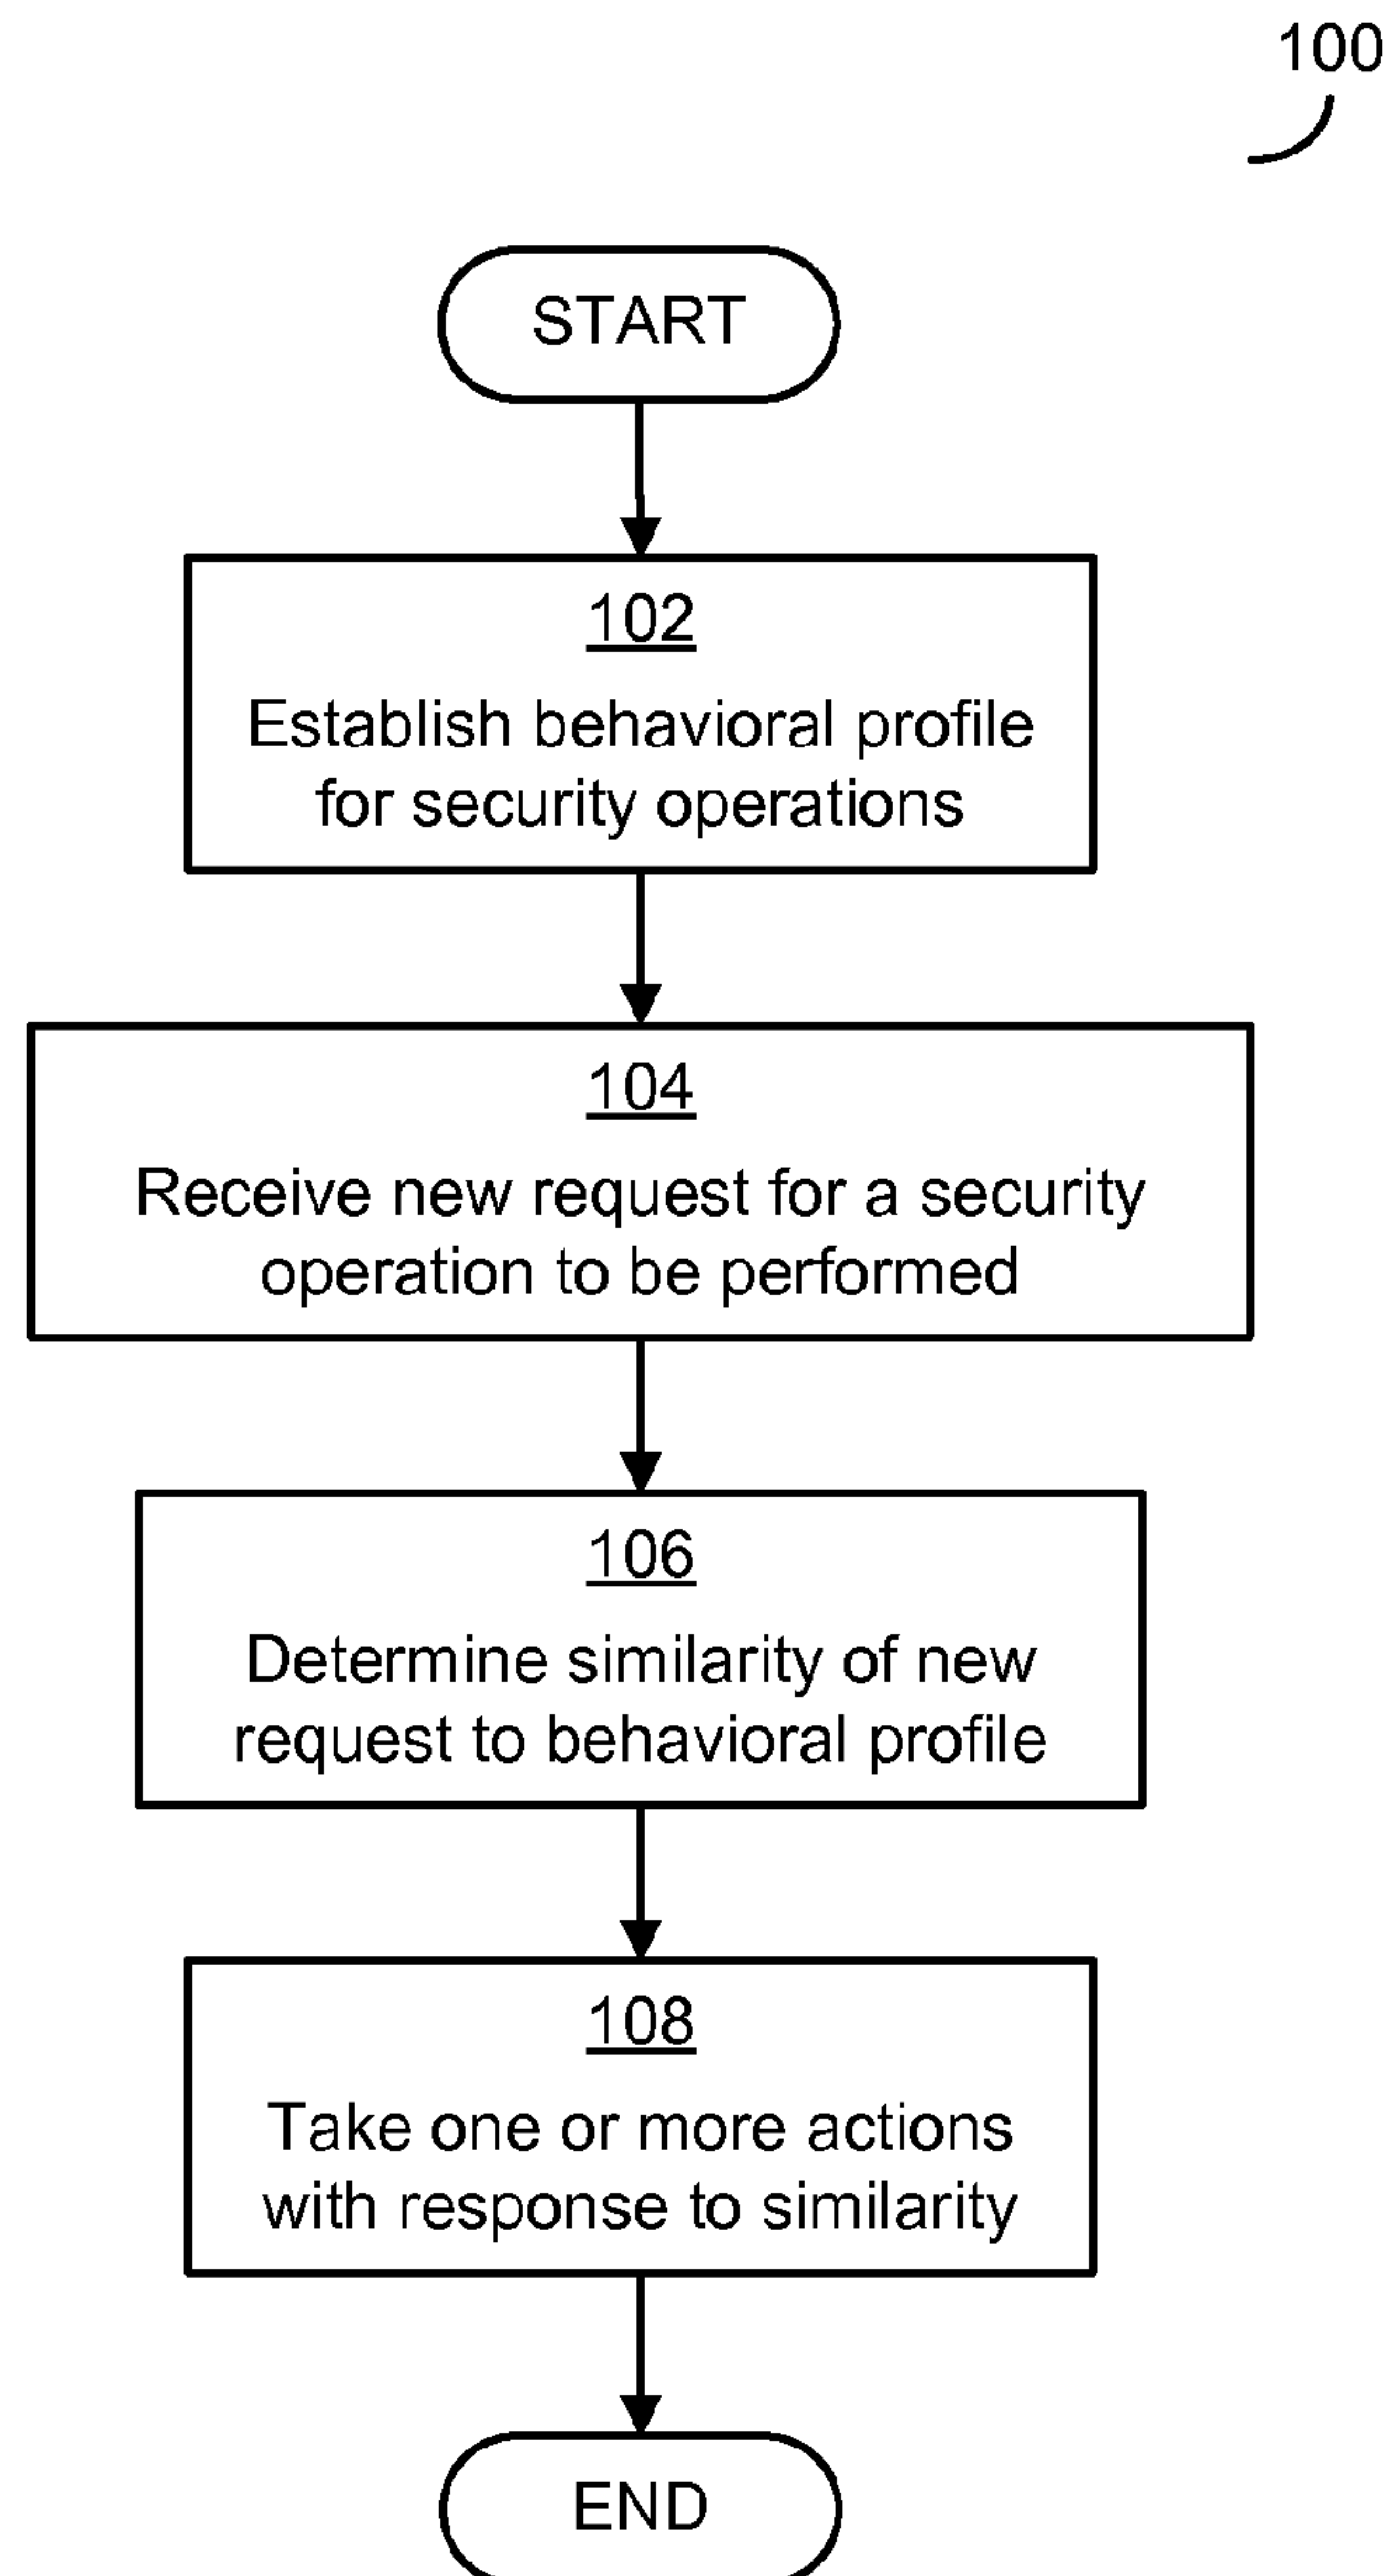 100
START
102
Establish behavioral profile
for security operations
104
Receive new request for a security
operation to be performed
106
Determine similarity of new
request to behavioral profile
108
Take one or more actions
with response to similarity
END